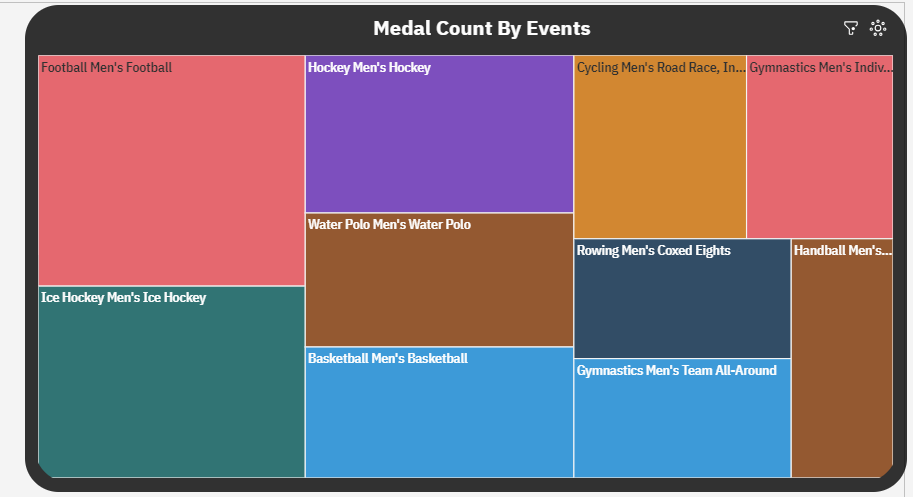 Medal Count By Events
Football Men's Football
Hockey Men's Hockey
Cycling Men's Road Race, In...
Gymnastics Men's Indiv...
Water Polo Men's Water Polo
Rowing Men's Coxed Eights
Handball Men's...
Ice Hockey Men's Ice Hockey
Basketball Men's Basketball
Gymnastics Men's Team All-Around